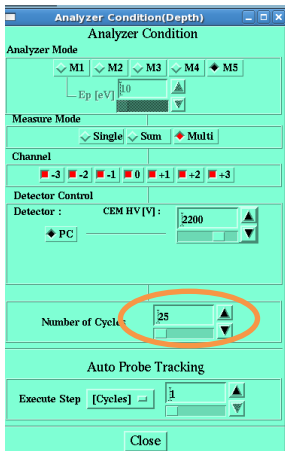 Analyzer Condition(Depth)
Analyzer Condition
Analyzer Mode
M1 M2 M3 M4 M5
Ep [eV] 10
Measure Mode
Single Sum Multi
Channel
-3 -2 -1 0 +1 +2 +3
Detector Control
Detector : CEM HV [V] : 2200
PC
Number of Cycles 25
Auto Probe Tracking
Execute Step [Cycles] 1
Close